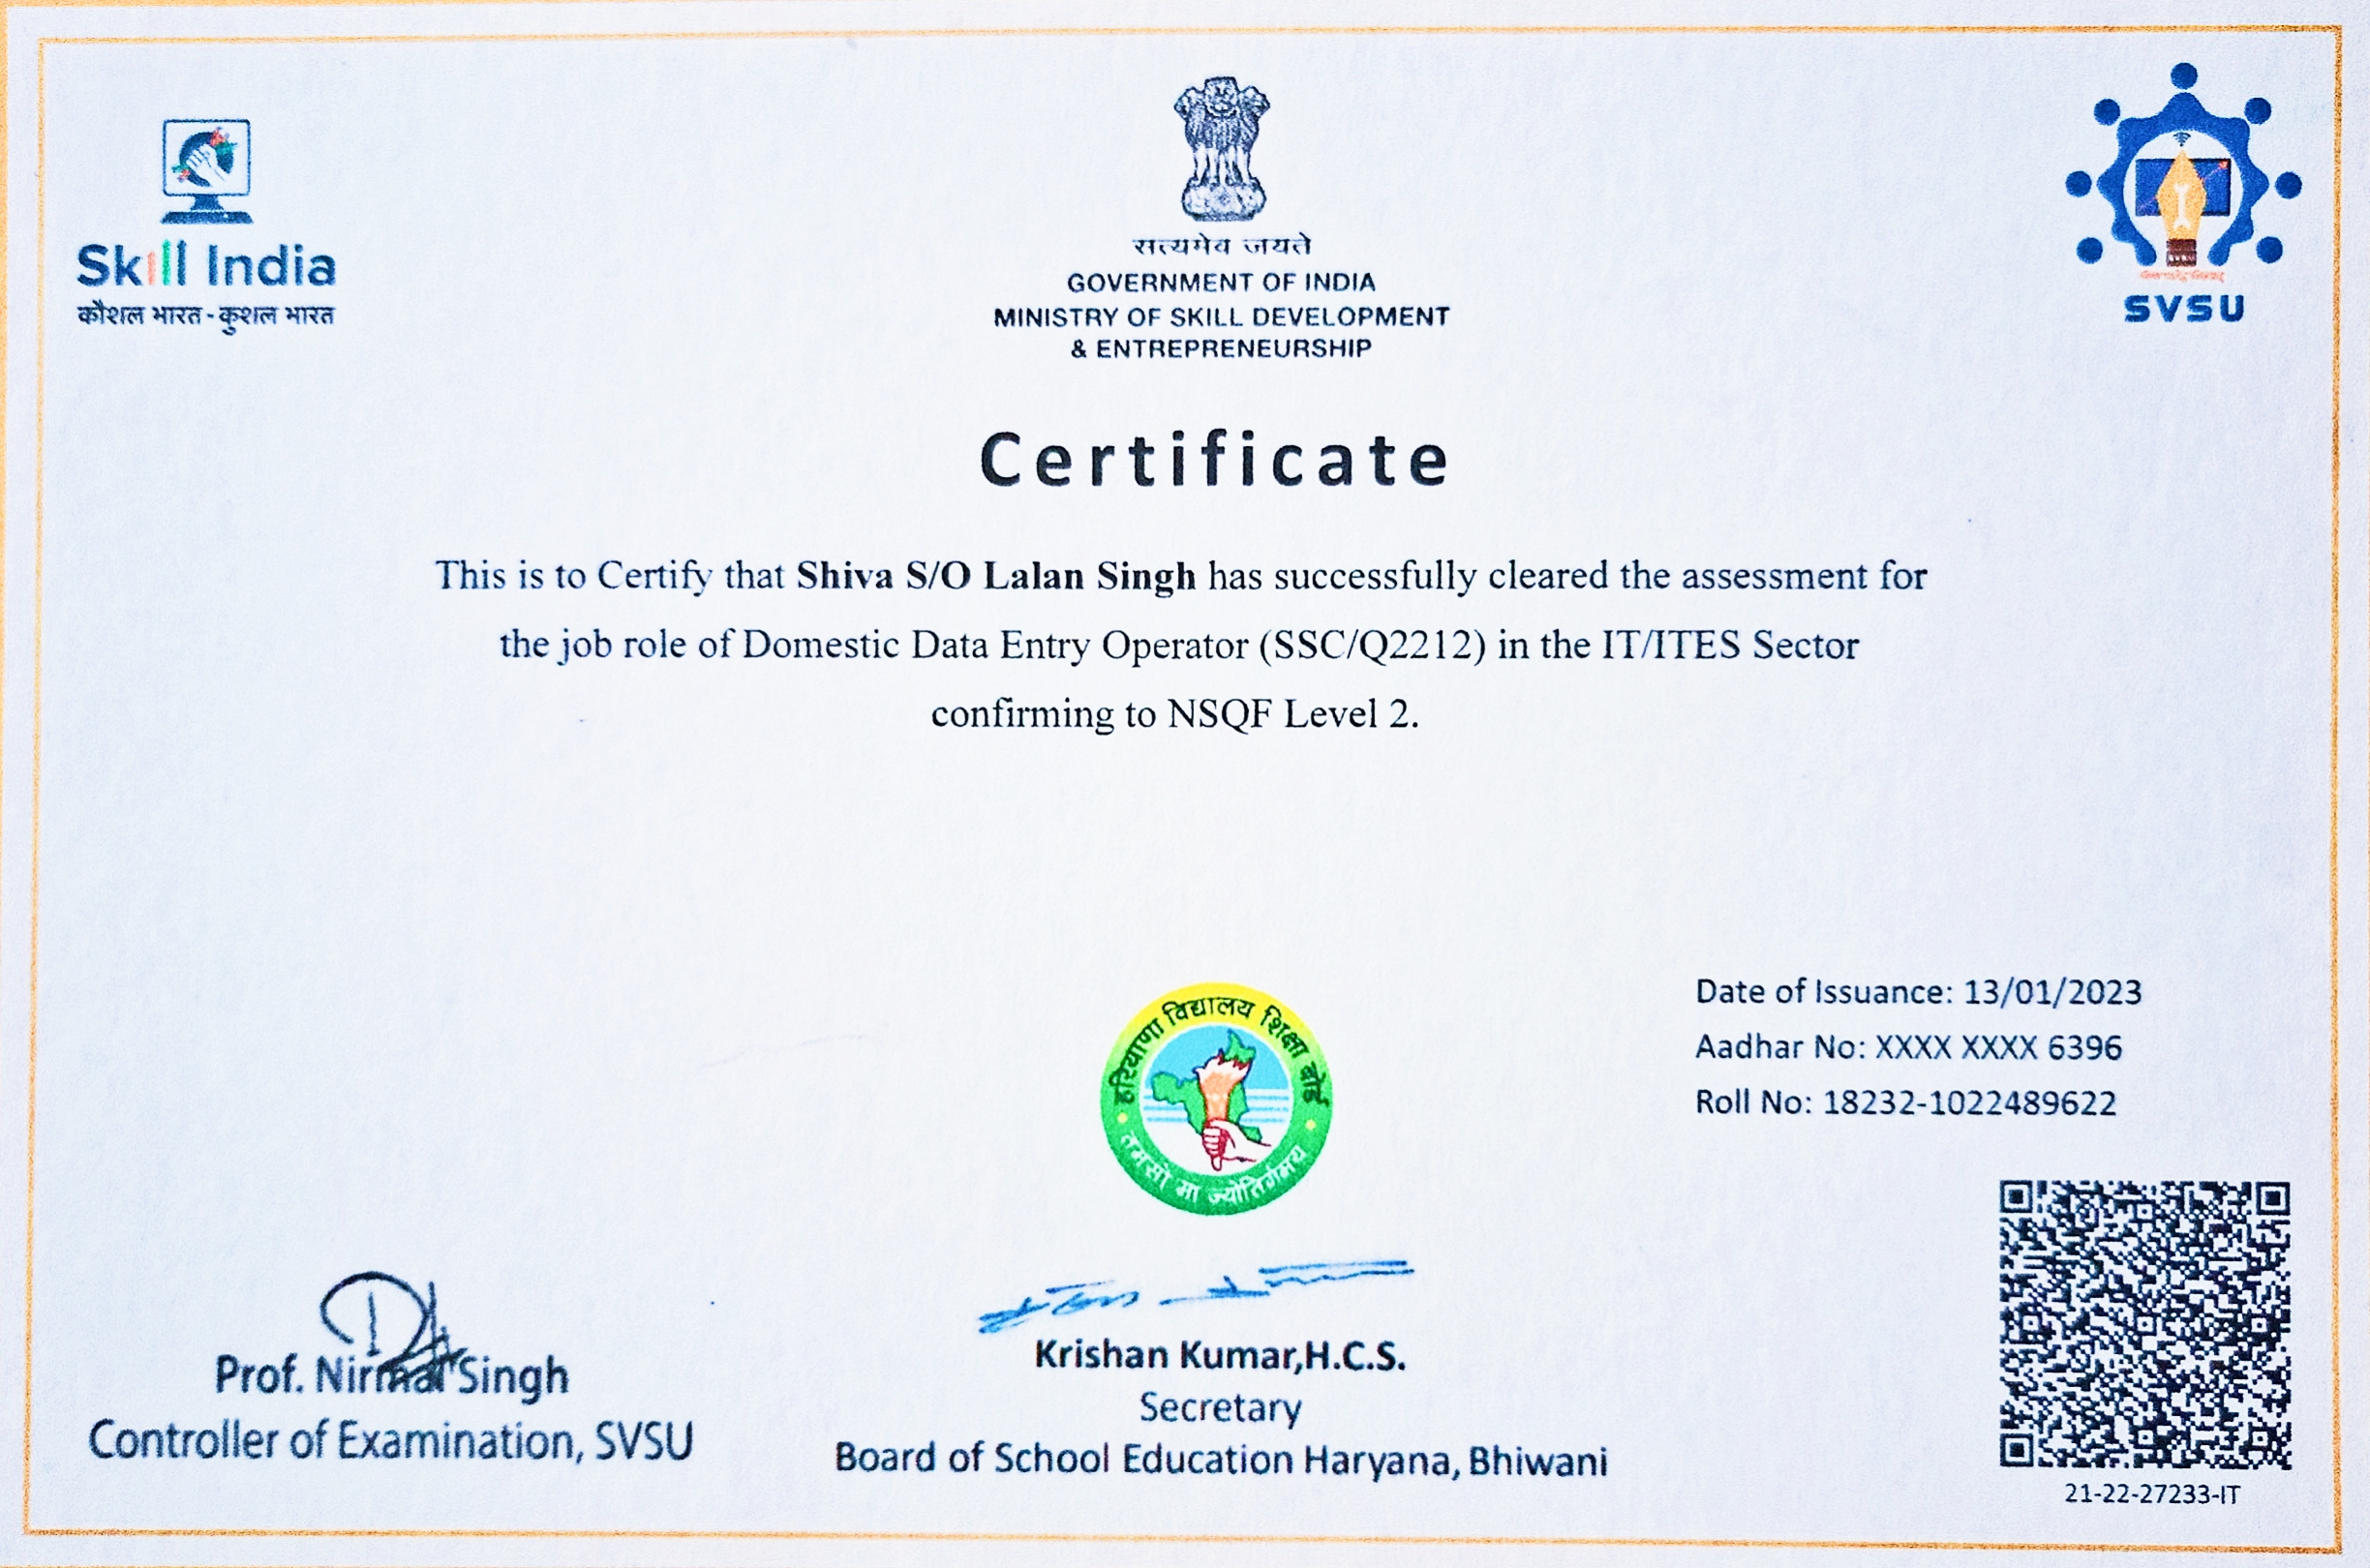 Skill India
कौशल भारत - कुशल भारत
सत्यमेव जयते
GOVERNMENT OF INDIA
MINISTRY OF SKILL DEVELOPMENT
& ENTREPRENEURSHIP
SVSU
Certificate
This is to Certify that Shiva S/O Lalan Singh has successfully cleared the assessment for
the job role of Domestic Data Entry Operator (SSC/Q2212) in the IT/ITES Sector
confirming to NSQF Level 2.
हरियाणा विद्यालय शिक्षा बोर्ड
तमसो मा ज्योतिर्गमय
Date of Issuance: 13/01/2023
Aadhar No: XXXX XXXX 6396
Roll No: 18232-1022489622
Prof. Nirmal Singh
Controller of Examination, SVSU
Krishan Kumar,H.C.S.
Secretary
Board of School Education Haryana, Bhiwani
21-22-27233-IT